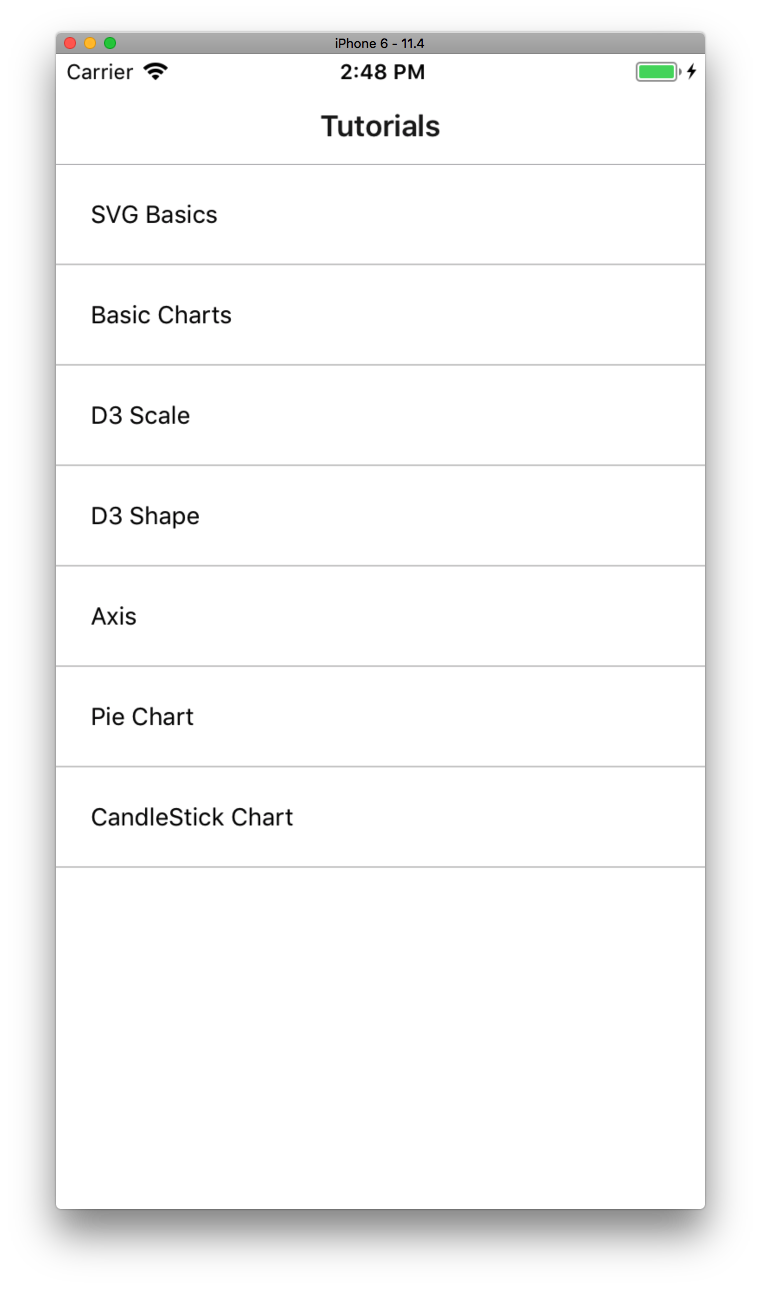 iPhone 6 - 11.4
Carrier 2:48 PM
Tutorials
SVG Basics
Basic Charts
D3 Scale
D3 Shape
Axis
Pie Chart
CandleStick Chart